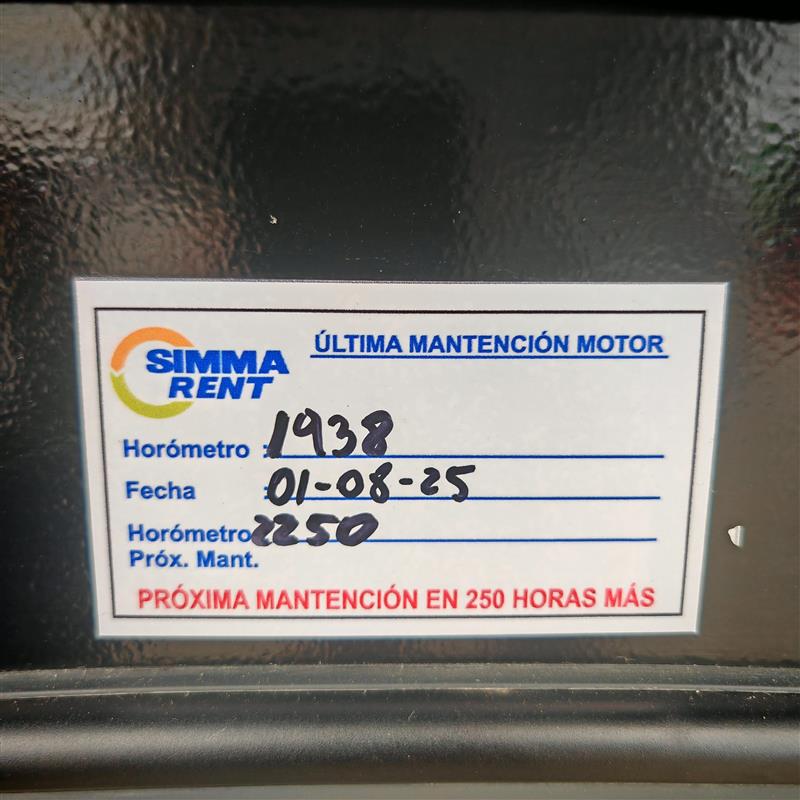 SIMMA
RENT
ÚLTIMA MANTENCIÓN MOTOR
Horómetro : 1938
Fecha : 01-08-25
Horómetro 2250
Próx. Mant.
PRÓXIMA MANTENCIÓN EN 250 HORAS MÁS